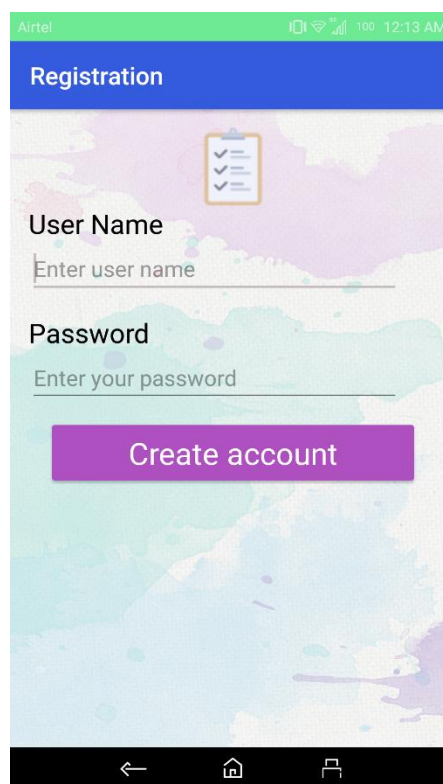 Airtel 100 12:13 AM
Registration
User Name
Enter user name
Password
Enter your password
Create account